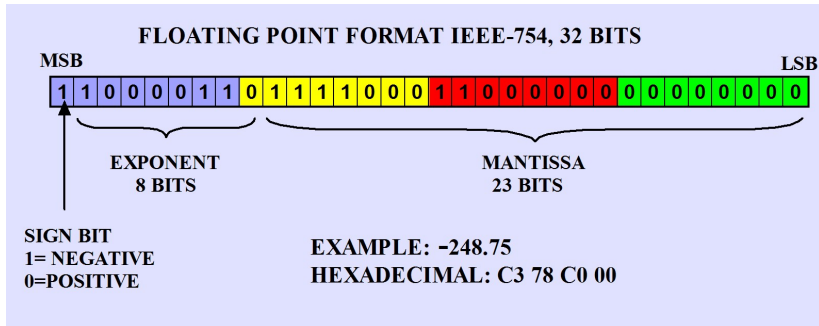 FLOATING POINT FORMAT IEEE-754, 32 BITS
MSB LSB
1 1 0 0 0 0 1 1 0 1 1 1 1 0 0 0 1 1 0 0 0 0 0 0 0 0 0 0 0 0 0 0
EXPONENT MANTISSA
8 BITS 23 BITS
SIGN BIT
1= NEGATIVE
0=POSITIVE
EXAMPLE: -248.75
HEXADECIMAL: C3 78 C0 00